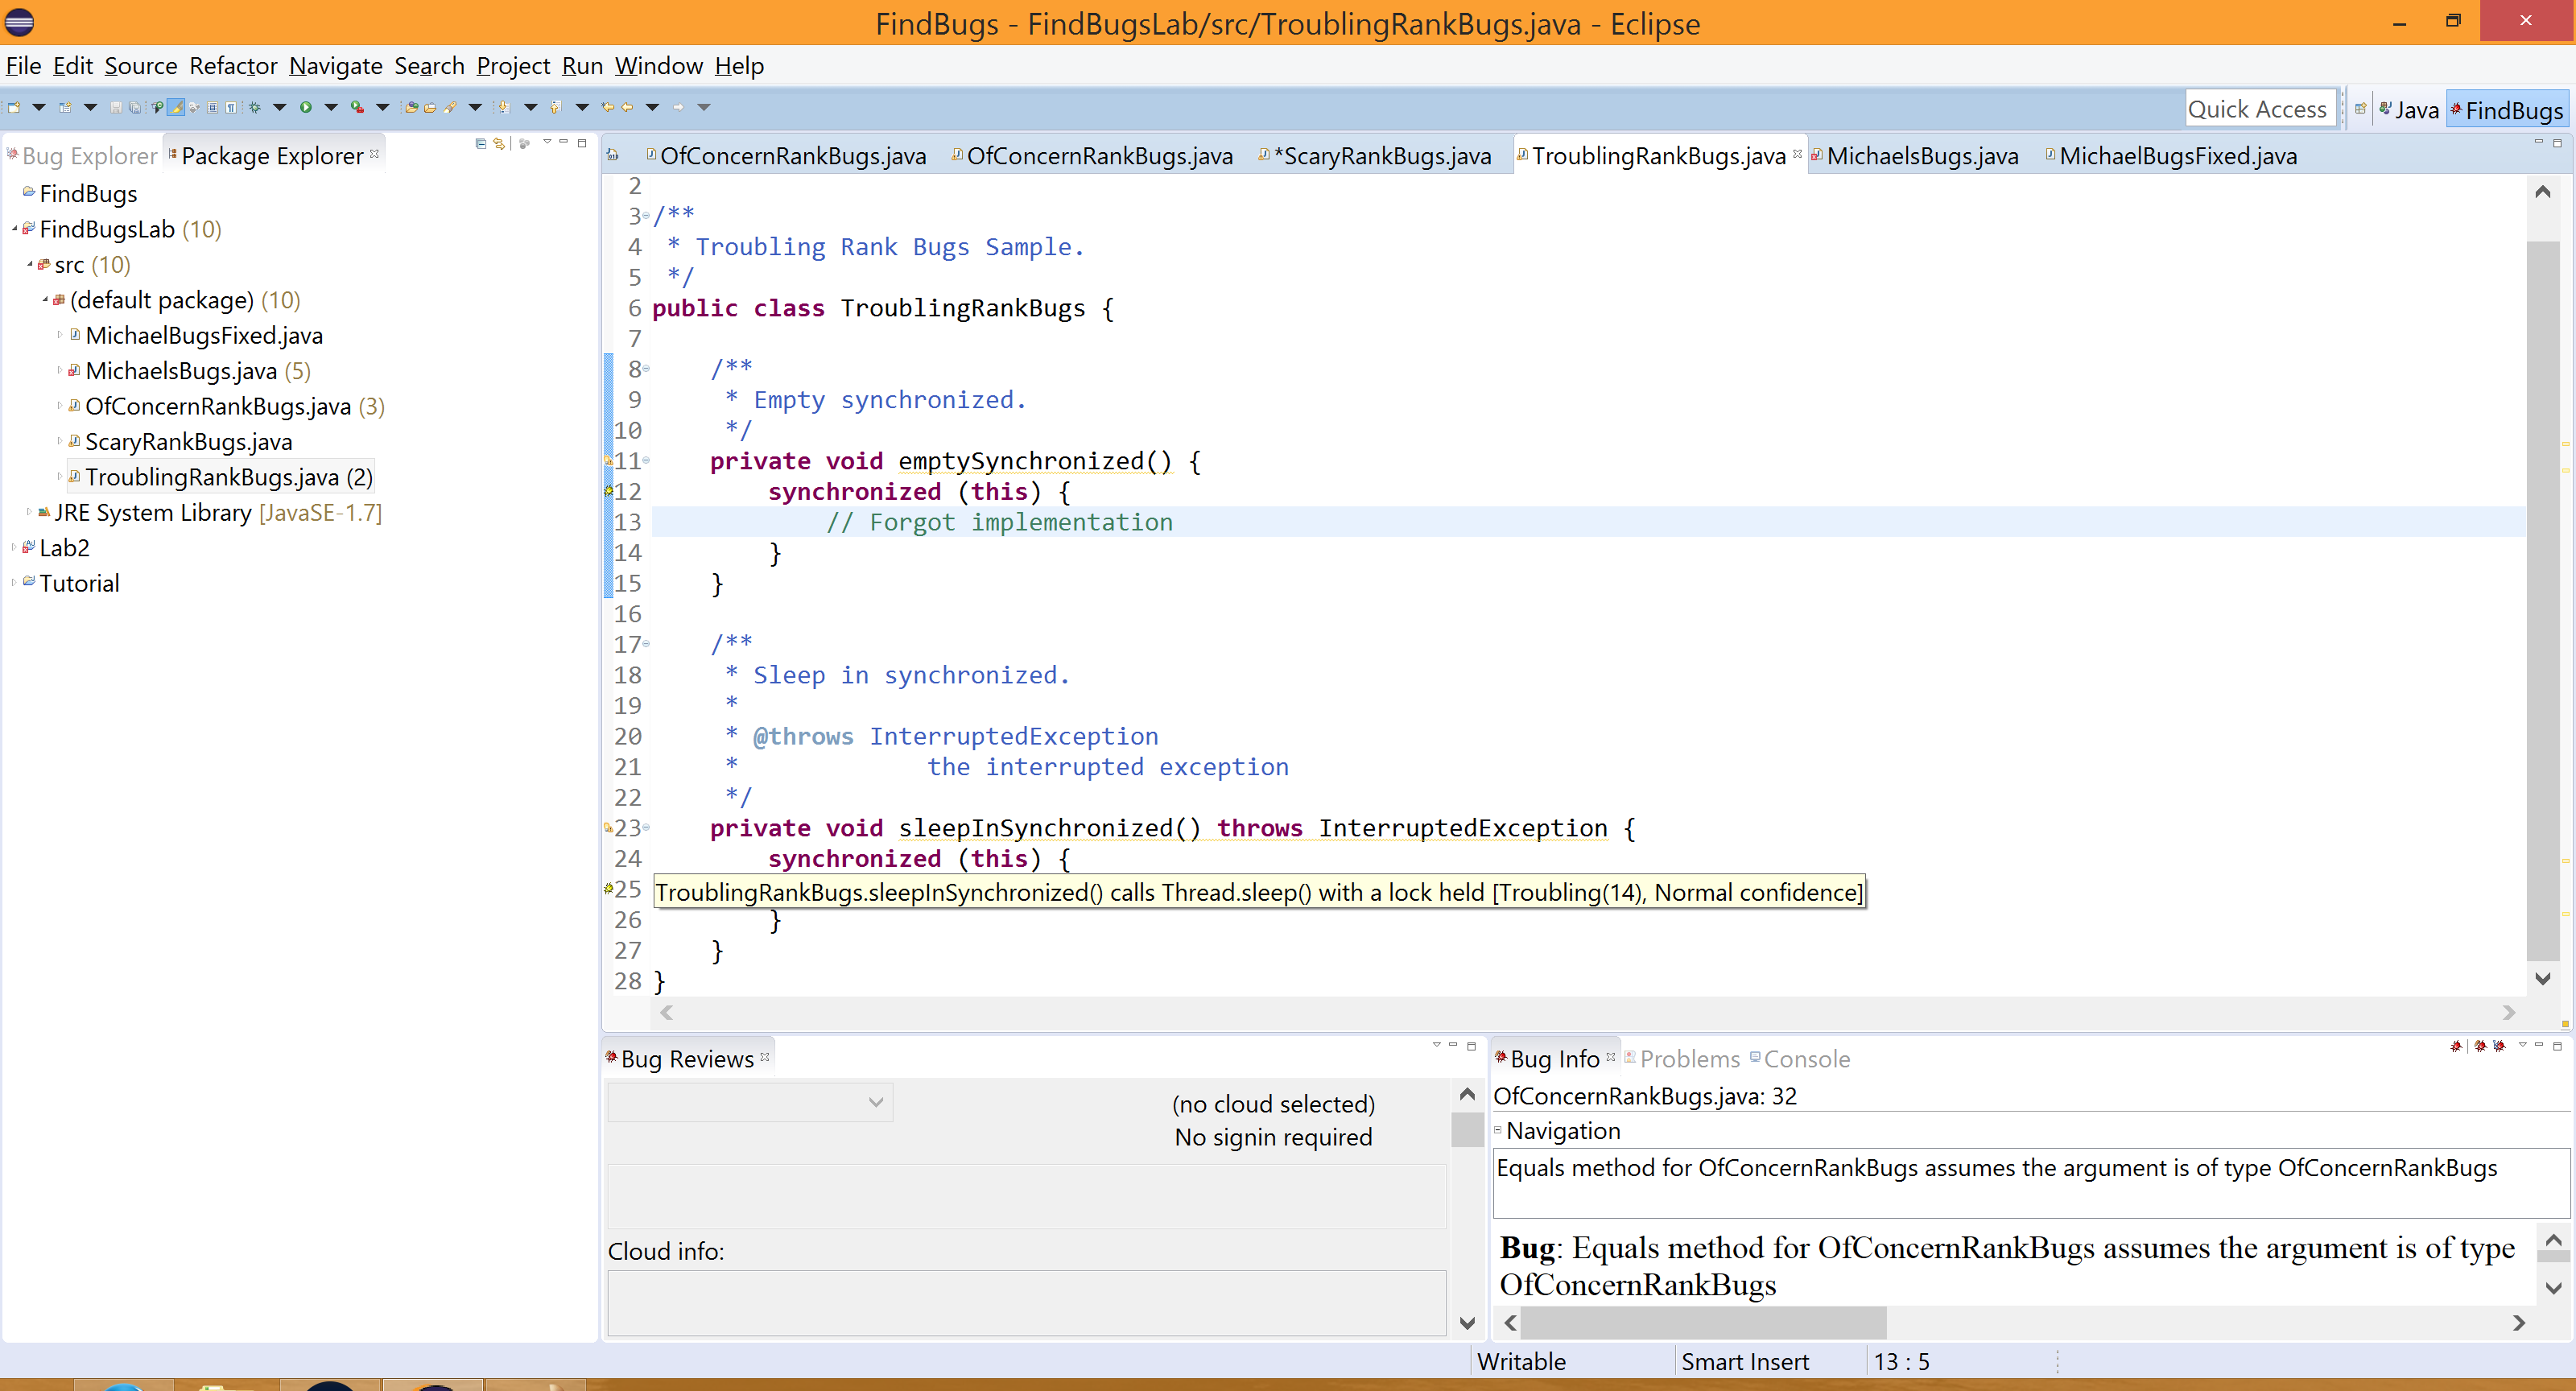 FindBugs - FindBugsLab/src/TroublingRankBugs.java - Eclipse
File Edit Source Refactor Navigate Search Project Run Window Help
Quick Access Java FindBugs
Bug Explorer Package Explorer
FindBugs
FindBugsLab (10)
src (10)
(default package) (10)
MichaelBugsFixed.java
MichaelsBugs.java (5)
OfConcernRankBugs.java (3)
ScaryRankBugs.java
TroublingRankBugs.java (2)
JRE System Library [JavaSE-1.7]
Lab2
Tutorial
OfConcernRankBugs.java OfConcernRankBugs.java *ScaryRankBugs.java TroublingRankBugs.java MichaelsBugs.java MichaelBugsFixed.java
2
3 /**
4 * Troubling Rank Bugs Sample.
5 */
6 public class TroublingRankBugs {
7
8 /**
9 * Empty synchronized.
10 */
11 private void emptySynchronized() {
12 synchronized (this) {
13 // Forgot implementation
14 }
15 }
16
17 /**
18 * Sleep in synchronized.
19 *
20 * @throws InterruptedException
21 * the interrupted exception
22 */
23 private void sleepInSynchronized() throws InterruptedException {
24 synchronized (this) {
25 TroublingRankBugs.sleepInSynchronized() calls Thread.sleep() with a lock held [Troubling(14), Normal confidence]
26 }
27 }
28 }
Bug Reviews
(no cloud selected)
No signin required
Cloud info:
Bug Info Problems Console
OfConcernRankBugs.java: 32
Navigation
Equals method for OfConcernRankBugs assumes the argument is of type OfConcernRankBugs
Bug: Equals method for OfConcernRankBugs assumes the argument is of type
OfConcernRankBugs
Writable Smart Insert 13 : 5